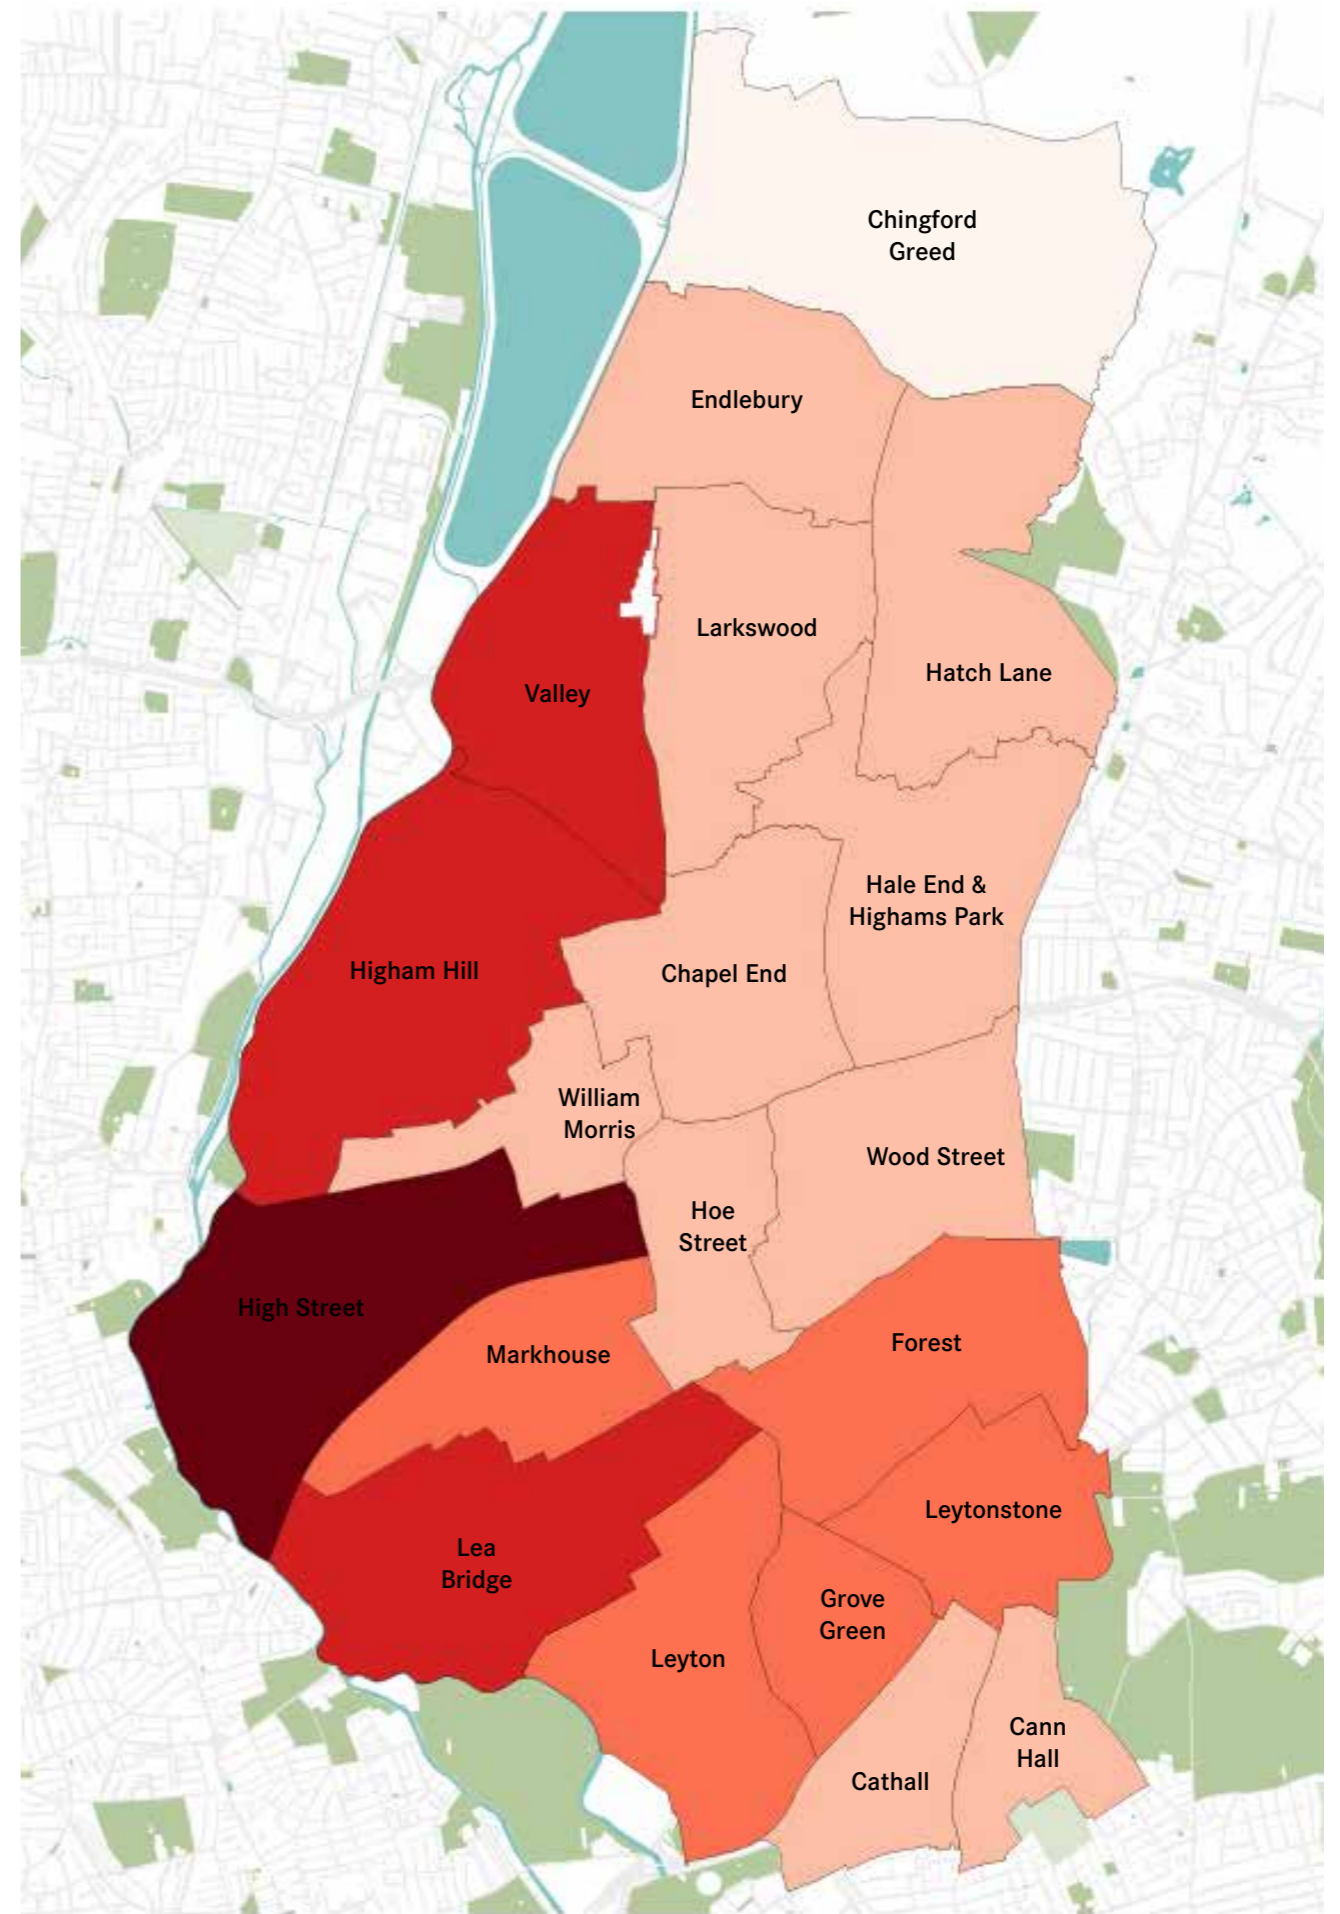 Chingford
Greed
Endlebury
Larkswood
Hatch Lane
Valley
Hale End &
Highams Park
Higham Hill
Chapel End
William
Morris
Wood Street
Hoe
Street
High Street
Markhouse
Forest
Leytonstone
Lea
Bridge
Grove
Green
Leyton
Cann
Hall
Cathall